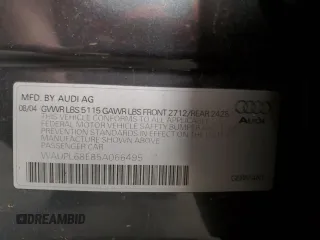 MFD. BY AUDI AG
08/04 GVWR LBS 5115 GAWR LBS FRONT 2712/REAR 2425
THIS VEHICLE CONFORMS TO ALL APPLICABLE
FEDERAL MOTOR VEHICLE SAFETY BUMPER AND THEFT
PREVENTION STANDARDS IN EFFECT ON THE DATE OF
MANUFACTURE SHOWN ABOVE
PASSENGER CAR
WAUPL68E85A066495
Audi
DREAMBID